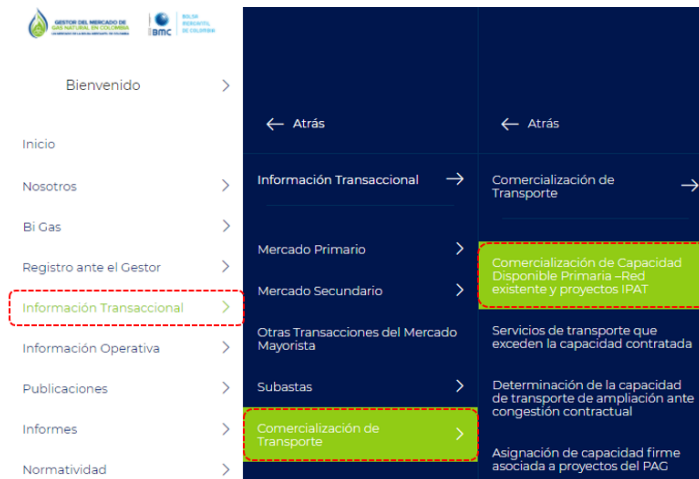 GESTOR DEL MERCADO DE
GAS NATURAL EN COLOMBIA
BMC
BOLSA
MERCANTIL
DE COLOMBIA
Bienvenido
Inicio
Nosotros
Bi Gas
Registro ante el Gestor
Información Transaccional
Información Operativa
Publicaciones
Informes
Normatividad
Atrás
Información Transaccional
Mercado Primario
Mercado Secundario
Otras Transacciones del Mercado
Mayorista
Subastas
Comercialización de
Transporte
Atrás
Comercialización de
Transporte
Comercialización de Capacidad
Disponible Primaria –Red
existente y proyectos IPAT
Servicios de transporte que
exceden la capacidad contratada
Determinación de la capacidad
de transporte de ampliación ante
congestión contractual
Asignación de capacidad firme
asociada a proyectos del PAG